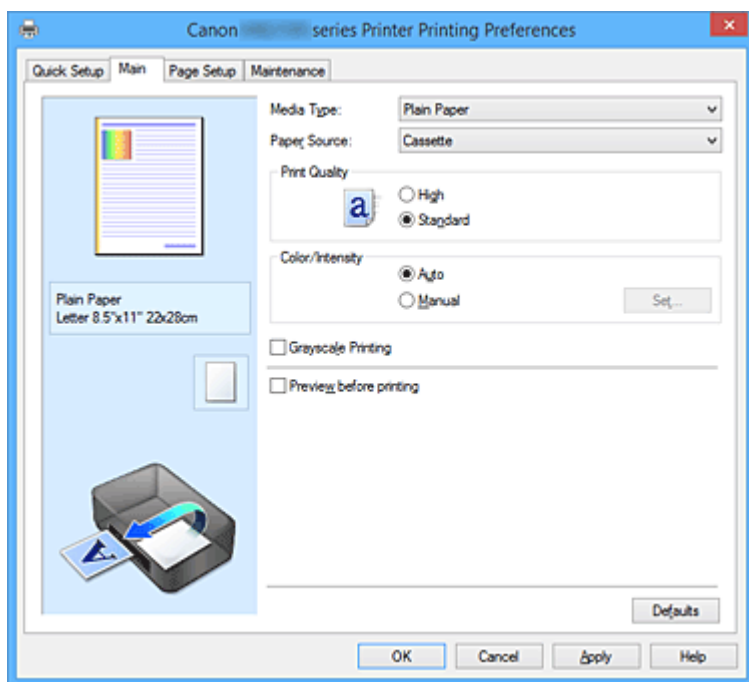 Canon series Printer Printing Preferences
Quick Setup Main Page Setup Maintenance
Media Type: Plain Paper
Paper Source: Cassette
Print Quality
a
High
Standard
Color/Intensity
Auto
Manual Set...
Plain Paper
Letter 8.5"x11" 22x28cm
Grayscale Printing
Preview before printing
A
Defaults
OK Cancel Apply Help